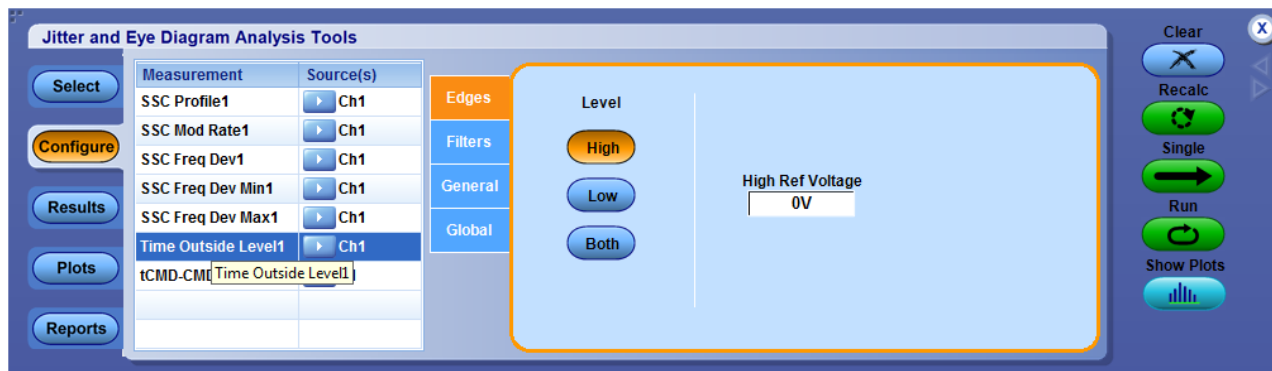 Jitter and Eye Diagram Analysis Tools
Select
Configure
Results
Plots
Reports
Measurement Source(s)
SSC Profile1 Ch1
SSC Mod Rate1 Ch1
SSC Freq Dev1 Ch1
SSC Freq Dev Min1 Ch1
SSC Freq Dev Max1 Ch1
Time Outside Level1 Ch1
tCMD-CMD
Time Outside Level1
Edges
Filters
General
Global
Level
High
Low
Both
High Ref Voltage
0V
Clear
X
Recalc
Single
Run
Show Plots